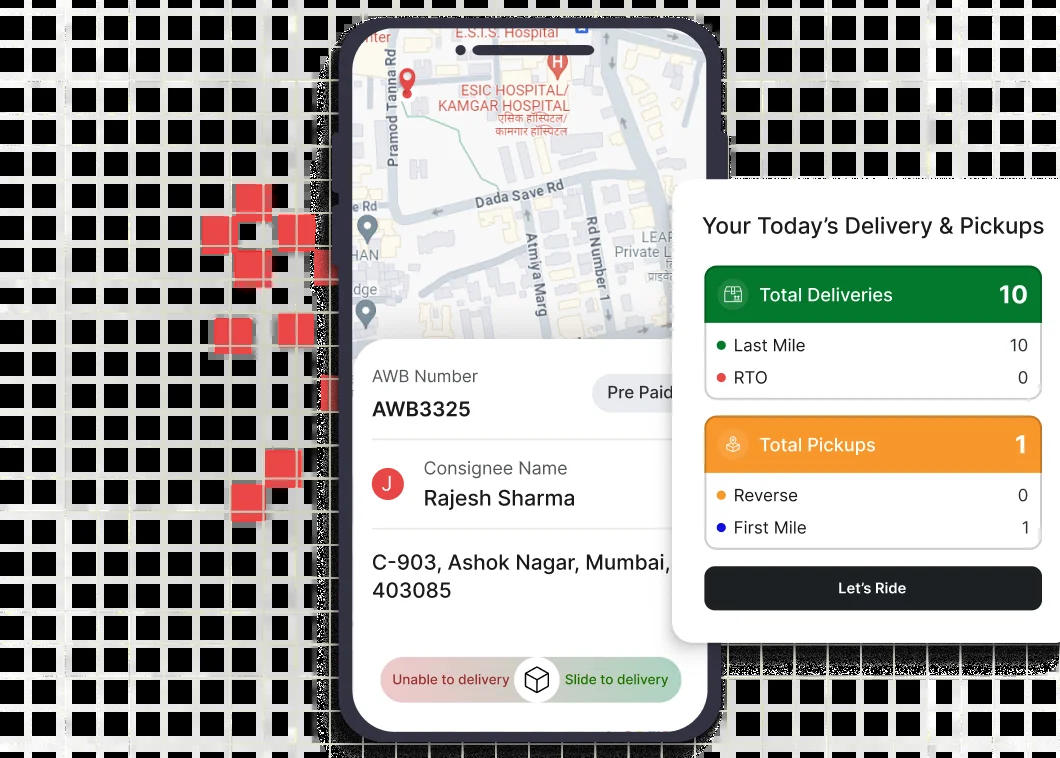 nter
E.S.I.S. Hospital
H
ESIC HOSPITAL/
KAMGAR HOSPITAL
एसिक हॉस्पिटल/
कामगार हॉस्पिटल
Pramod Tanna Rd
Dada Save Rd
e Rd
HAN
dge
Atmiya Marg
Rd Number 1
LEAF
Private L
प्राइवे
AWB Number
AWB3325
Pre Paid
J
Consignee Name
Rajesh Sharma
C-903, Ashok Nagar, Mumbai,
403085
Unable to delivery
Slide to delivery
Your Today's Delivery & Pickups
Total Deliveries 10
Last Mile 10
RTO 0
Total Pickups 1
Reverse 0
First Mile 1
Let's Ride